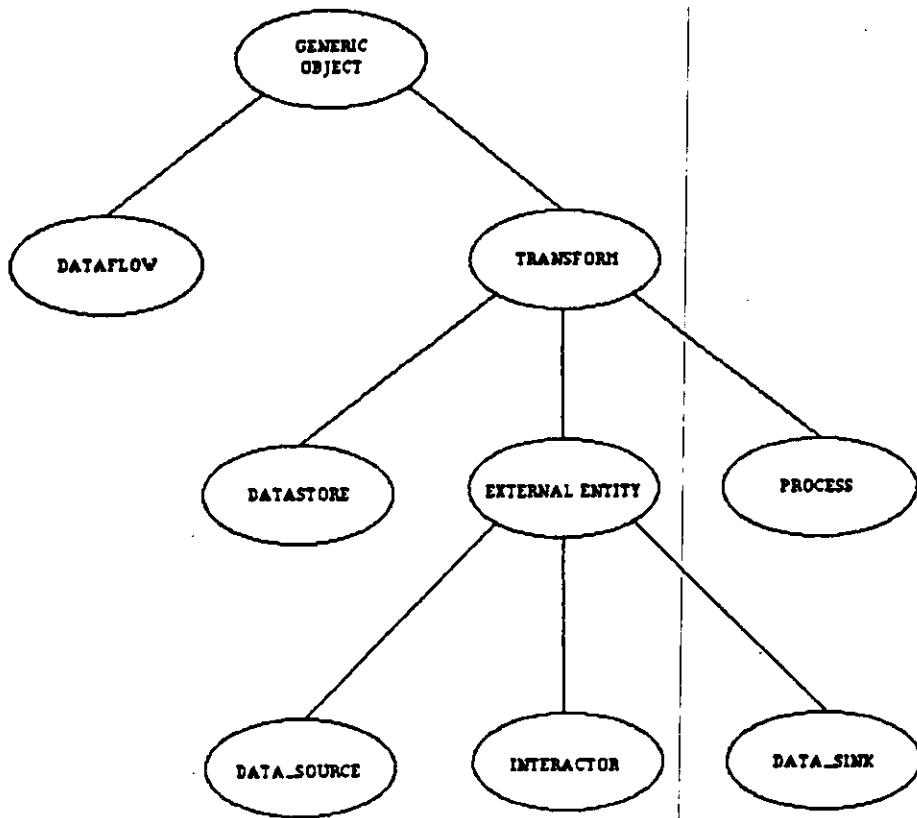 GENERIC
OBJECT
DATAFLOW
TRANSFORM
DATASTORE
EXTERNAL ENTITY
PROCESS
DATA_SOURCE
INTERACTOR
DATA_SINK